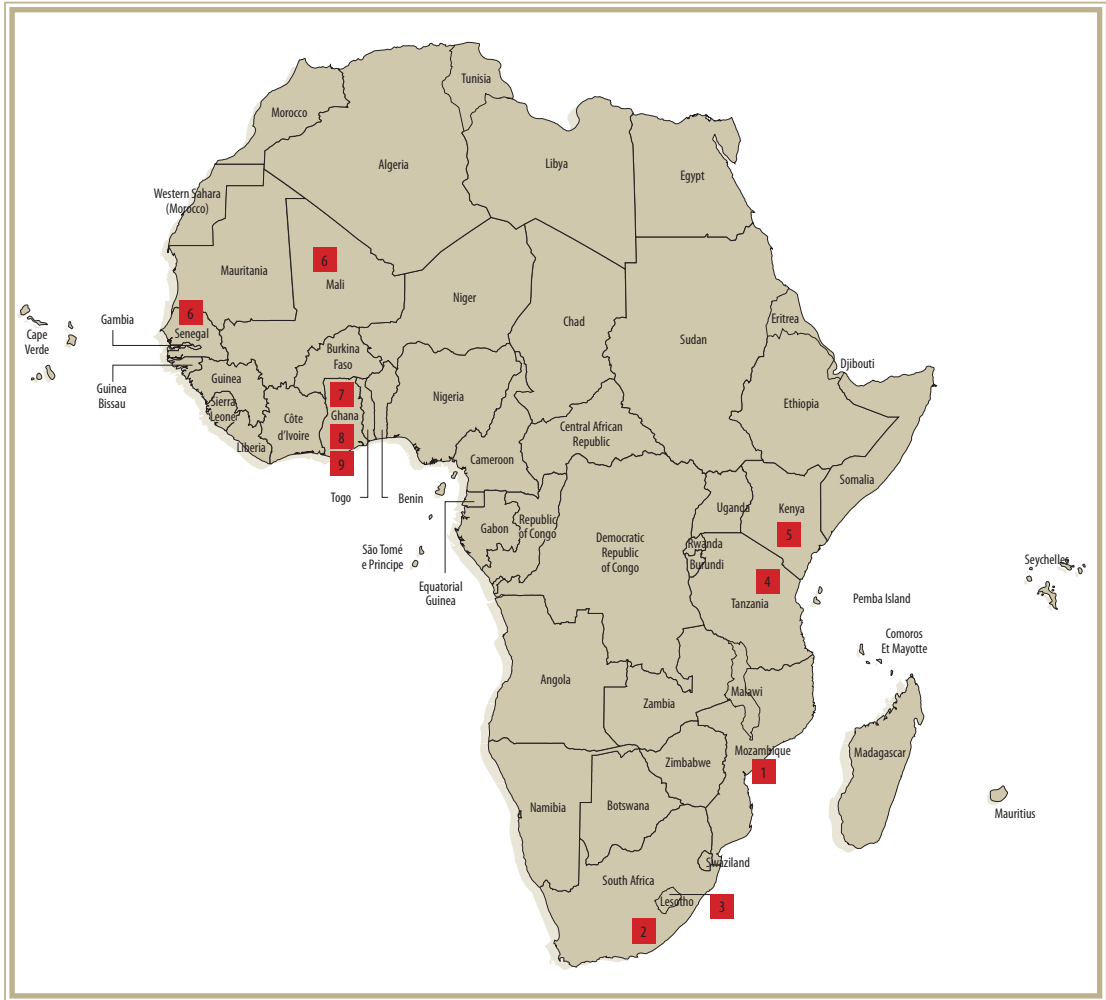 Tunisia
Morocco
Algeria
Libya
Egypt
Western Sahara
(Morocco)
6
Mauritania
Mali
Niger
Chad
6
Senegal
Gambia
Cape
Verde
Eritrea
Sudan
Djibouti
Burkina
Faso
Guinea
Guinea
Bissau
7
Nigeria
Ethiopia
Sierra
Leone
Ghana
Côte
d'Ivoire
8
Central African
Republic
Liberia
9
Cameroon
Somalia
Togo
Benin
Uganda
Kenya
Gabon
Republic
of Congo
5
Democratic
Republic
of Congo
Rwanda
São Tomé
e Principe
Burundi
Seychelles
4
Equatorial
Guinea
Tanzania
Pemba Island
Comoros
Et Mayotte
Angola
Malawi
Zambia
Mozambique
Madagascar
Zimbabwe
1
Namibia
Botswana
Mauritius
Swaziland
South Africa
Lesotho
3
2